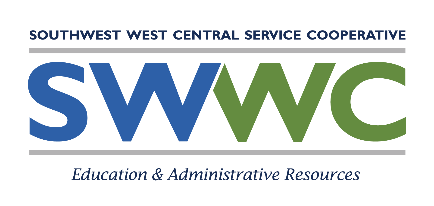 SOUTHWEST WEST CENTRAL SERVICE COOPERATIVE
SWWC
Education & Administrative Resources